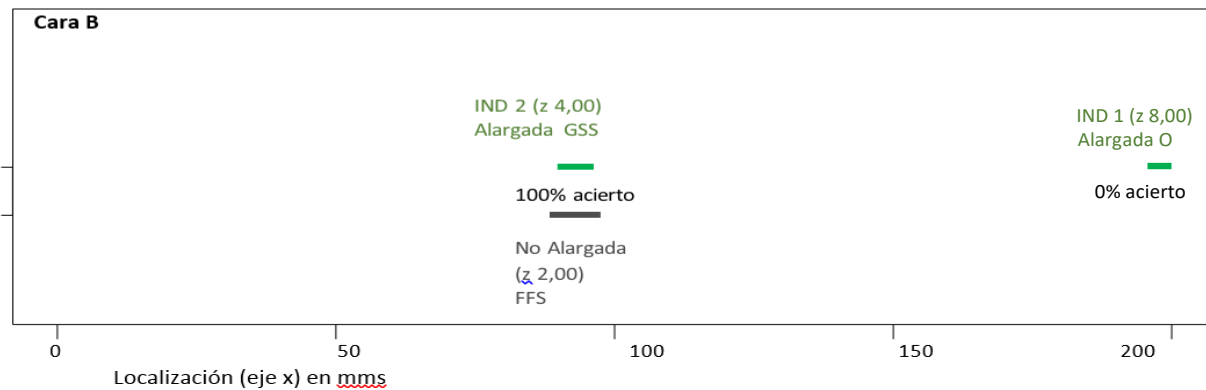 Cara B
IND 2 (z 4,00)
Alargada GSS
IND 1 (z 8,00)
Alargada O
100% acierto
0% acierto
No Alargada
(z 2,00)
FFS
0 50 100 150 200
Localización (eje x) en mms